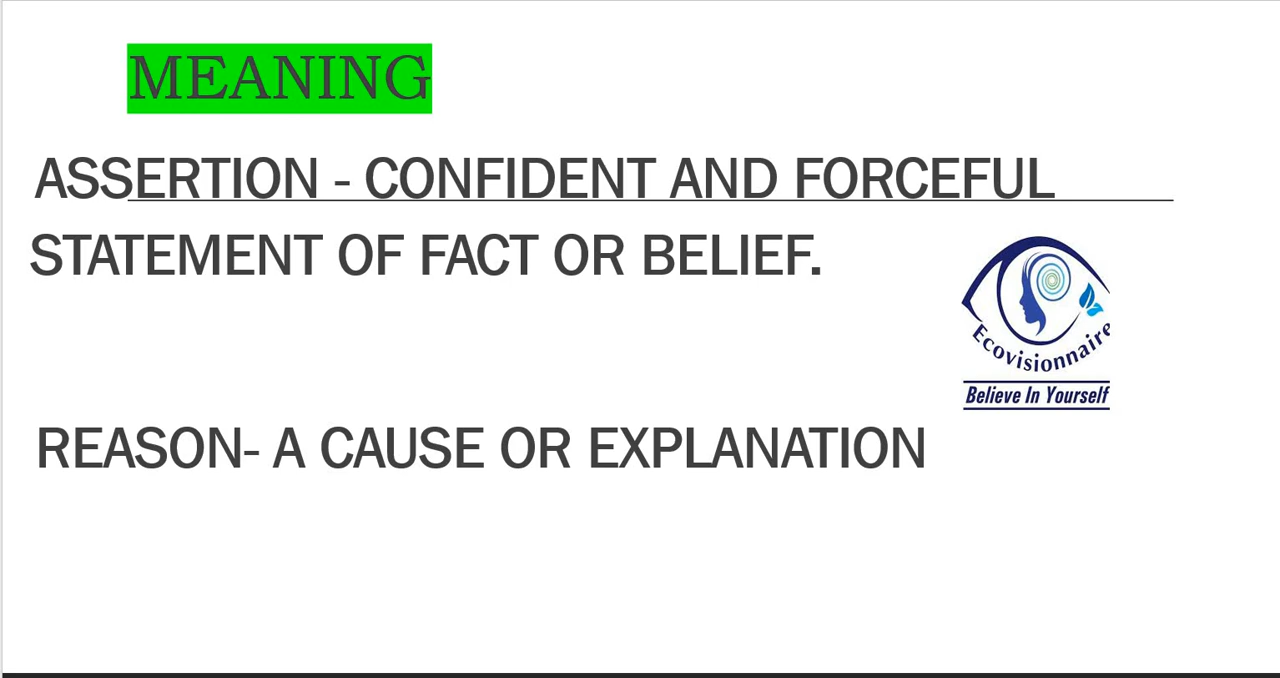 MEANING
ASSERTION - CONFIDENT AND FORCEFUL
STATEMENT OF FACT OR BELIEF.
Ecovisionnaire
Believe In Yourself
REASON- A CAUSE OR EXPLANATION